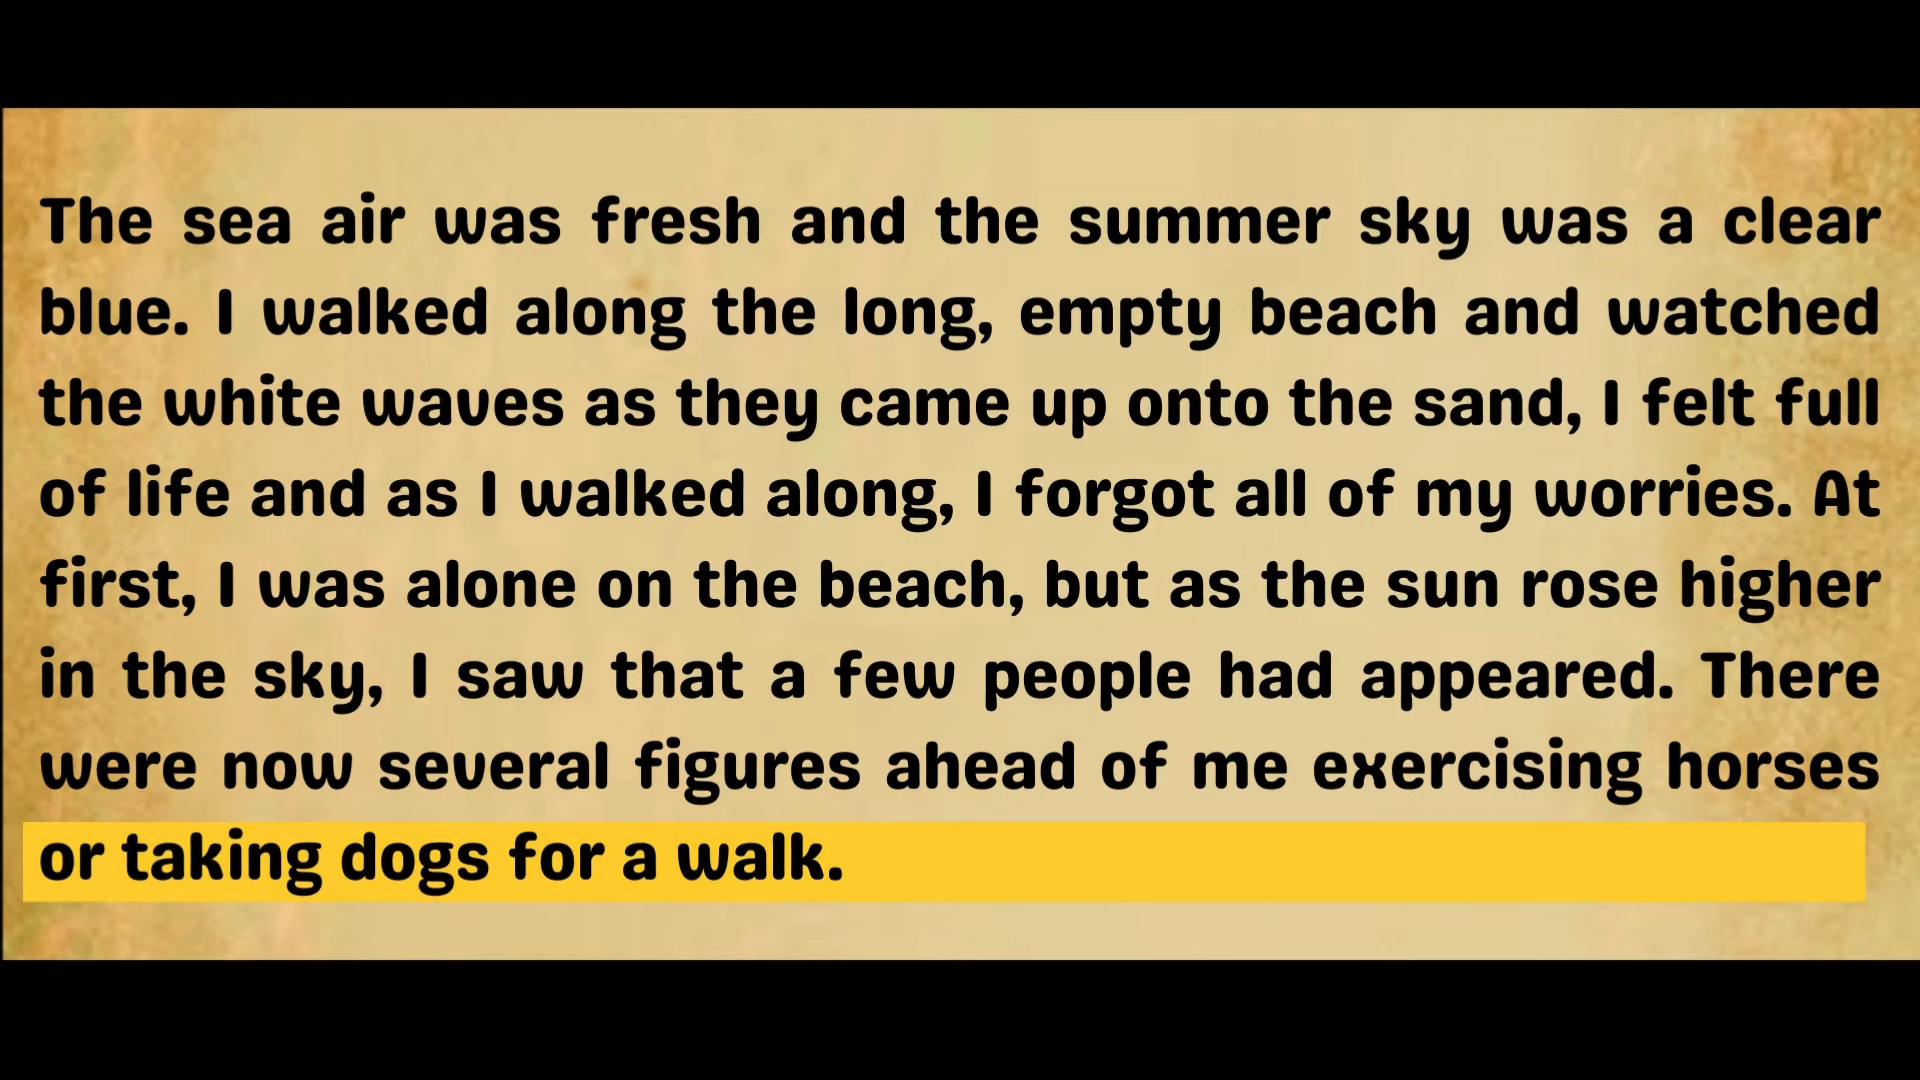 The sea air was fresh and the summer sky was a clear
blue. I walked along the long, empty beach and watched
the white waves as they came up onto the sand, I felt full
of life and as I walked along, I forgot all of my worries. At
first, I was alone on the beach, but as the sun rose higher
in the sky, I saw that a few people had appeared. There
were now several figures ahead of me exercising horses
or taking dogs for a walk.